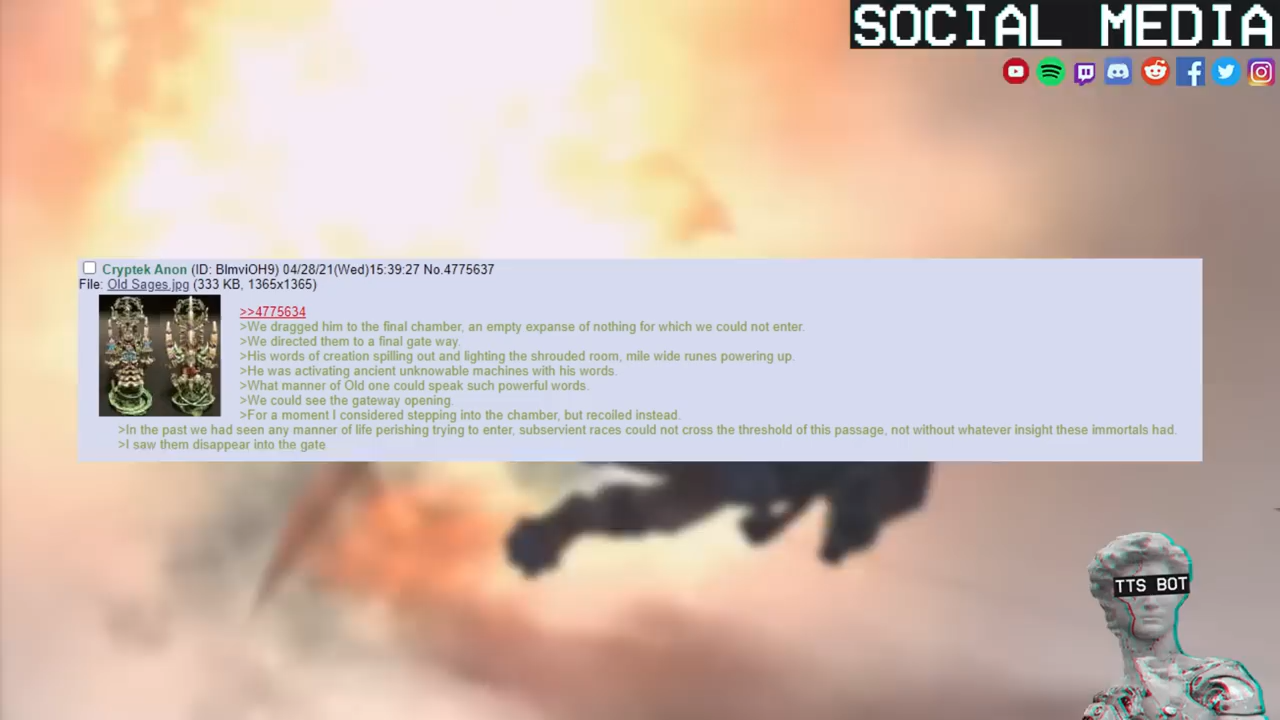 SOCIAL MEDIA
Cryptek Anon (ID: BlmviOH9) 04/28/21(Wed)15:39:27 No.4775637
File: Old Sages.jpg (333 KB, 1365x1365)
>>4775634
>We dragged him to the final chamber, an empty expanse of nothing for which we could not enter.
>We directed them to a final gate way.
>His words of creation spilling out and lighting the shrouded room, mile wide runes powering up.
>He was activating ancient unknowable machines with his words.
>What manner of Old one could speak such powerful words.
>We could see the gateway opening.
>For a moment I considered stepping into the chamber, but recoiled instead.
>In the past we had seen any manner of life perishing trying to enter, subservient races could not cross the threshold of this passage, not without whatever insight these immortals had.
>I saw them disappear into the gate
TTS BOT